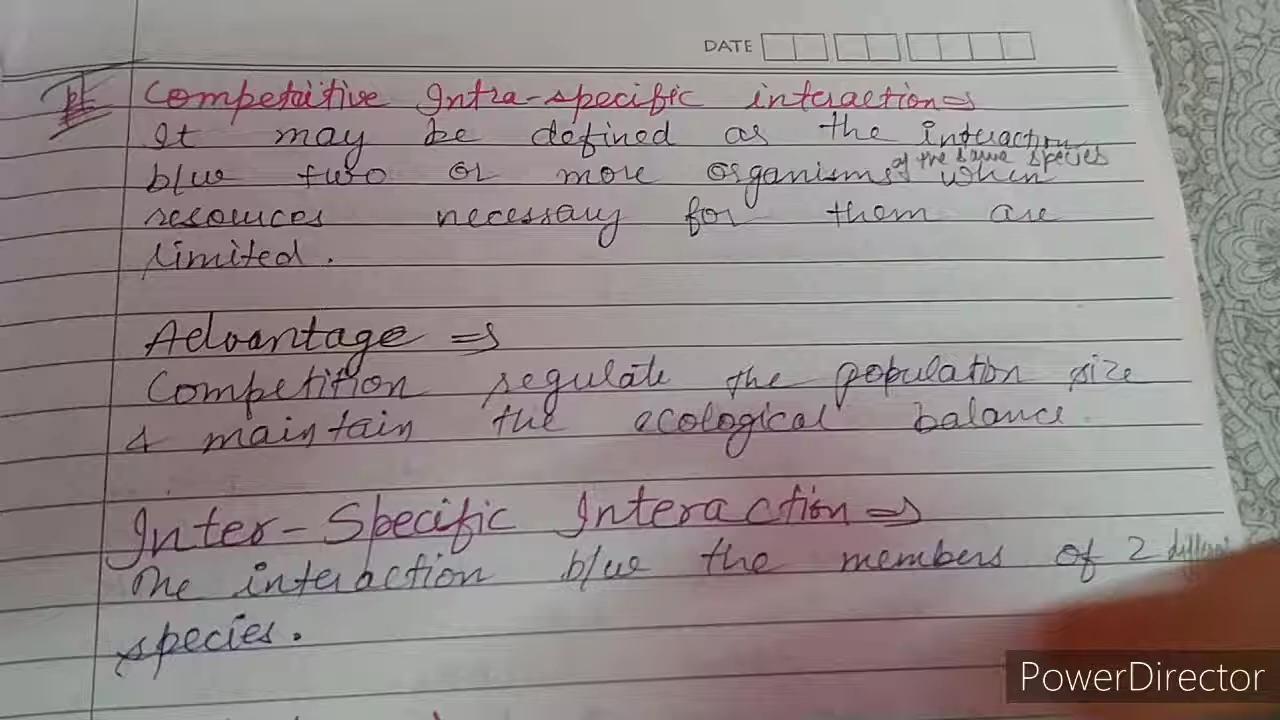 DATE
Competitive Intra-specific interaction⇒
It may be defined as the interaction
b/w two or more organisms of the same species when
resources necessary for them are
limited.
Advantage ⇒
Competition regulate the population size
& maintain the ecological balance
Inter-Specific Interaction ⇒
The interaction b/w the members of 2
species.
PowerDirector